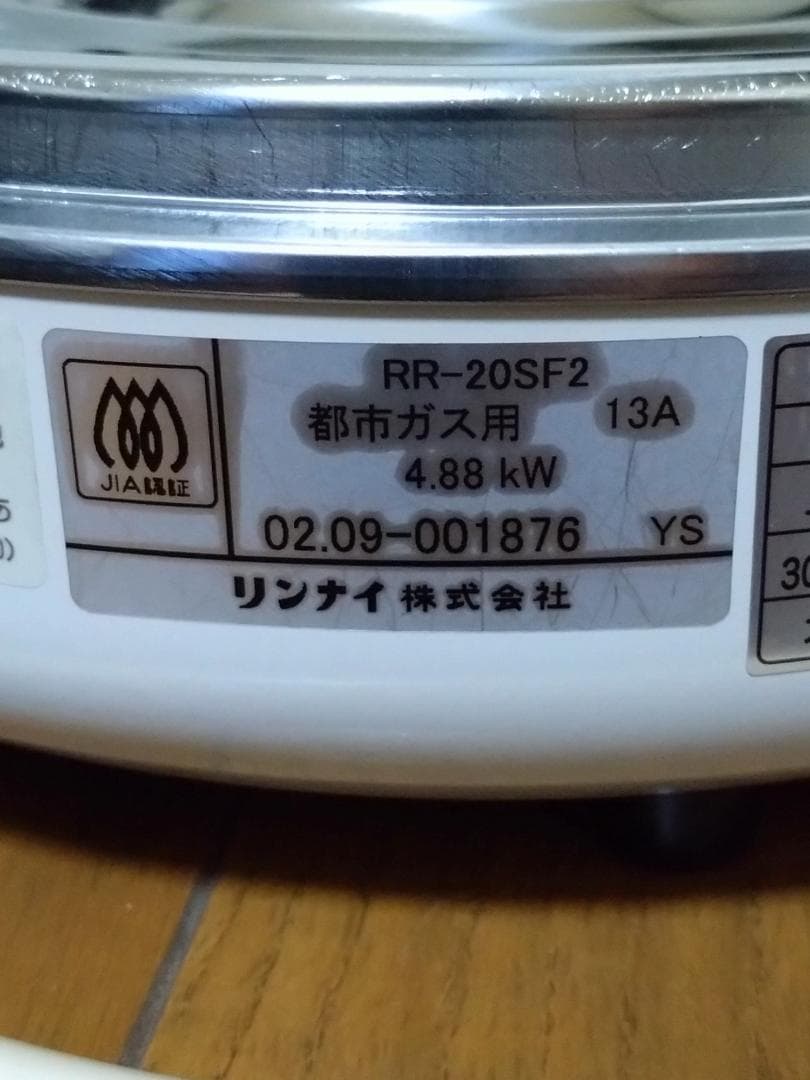 RR-20SF2
都市ガス用 13A
4.88 kW
JIA認証
02.09-001876 YS
リンナイ株式会社
30